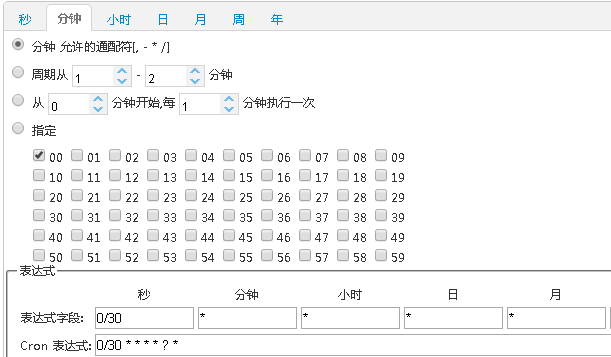 秒 分钟 小时 日 月 周 年
分钟 允许的通配符[, - * /]
周期从 1 - 2 分钟
从 0 分钟开始,每 1 分钟执行一次
指定
00 01 02 03 04 05 06 07 08 09
10 11 12 13 14 15 16 17 18 19
20 21 22 23 24 25 26 27 28 29
30 31 32 33 34 35 36 37 38 39
40 41 42 43 44 45 46 47 48 49
50 51 52 53 54 55 56 57 58 59
表达式
秒 分钟 小时 日 月
表达式字段: 0/30 * * * *
Cron 表达式: 0/30 * * * * ? *